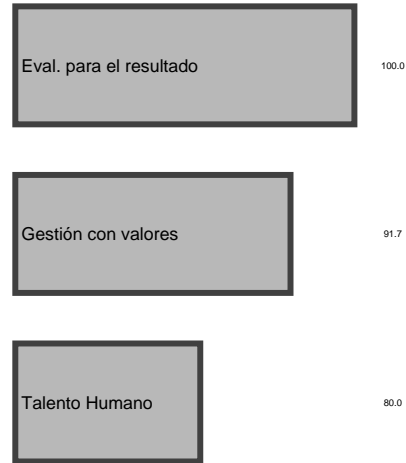 Eval. para el resultado 100.0
Gestión con valores 91.7
Talento Humano 80.0